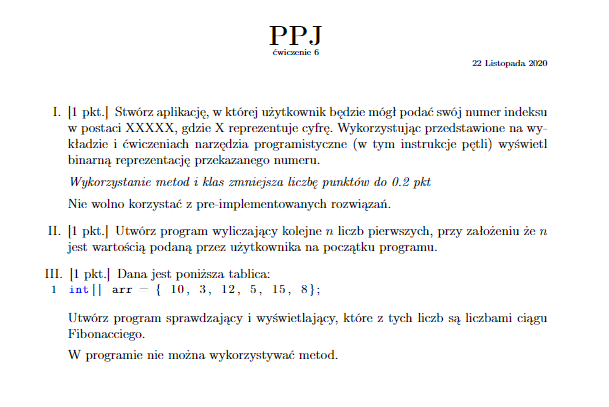 PPJ
ćwiczenie 6
22 Listopada 2020
I. [1 pkt.] Stwórz aplikację, w której użytkownik będzie mógł podać swój numer indeksu
w postaci XXXXX, gdzie X reprezentuje cyfrę. Wykorzystując przedstawione na wy-
kładzie i ćwiczeniach narzędzia programistyczne (w tym instrukcje pętli) wyświetl
binarną reprezentację przekazanego numeru.
Wykorzystanie metod i klas zmniejsza liczbę punktów do 0.2 pkt
Nie wolno korzystać z pre-implementowanych rozwiązań.
II. [1 pkt.] Utwórz program wyliczający kolejne n liczb pierwszych, przy założeniu że n
jest wartością podaną przez użytkownika na początku programu.
III. [1 pkt.] Dana jest poniższa tablica:
1 int[] arr = { 10, 3, 12, 5, 15, 8};
Utwórz program sprawdzający i wyświetlający, które z tych liczb są liczbami ciągu
Fibonacciego.
W programie nie można wykorzystywać metod.